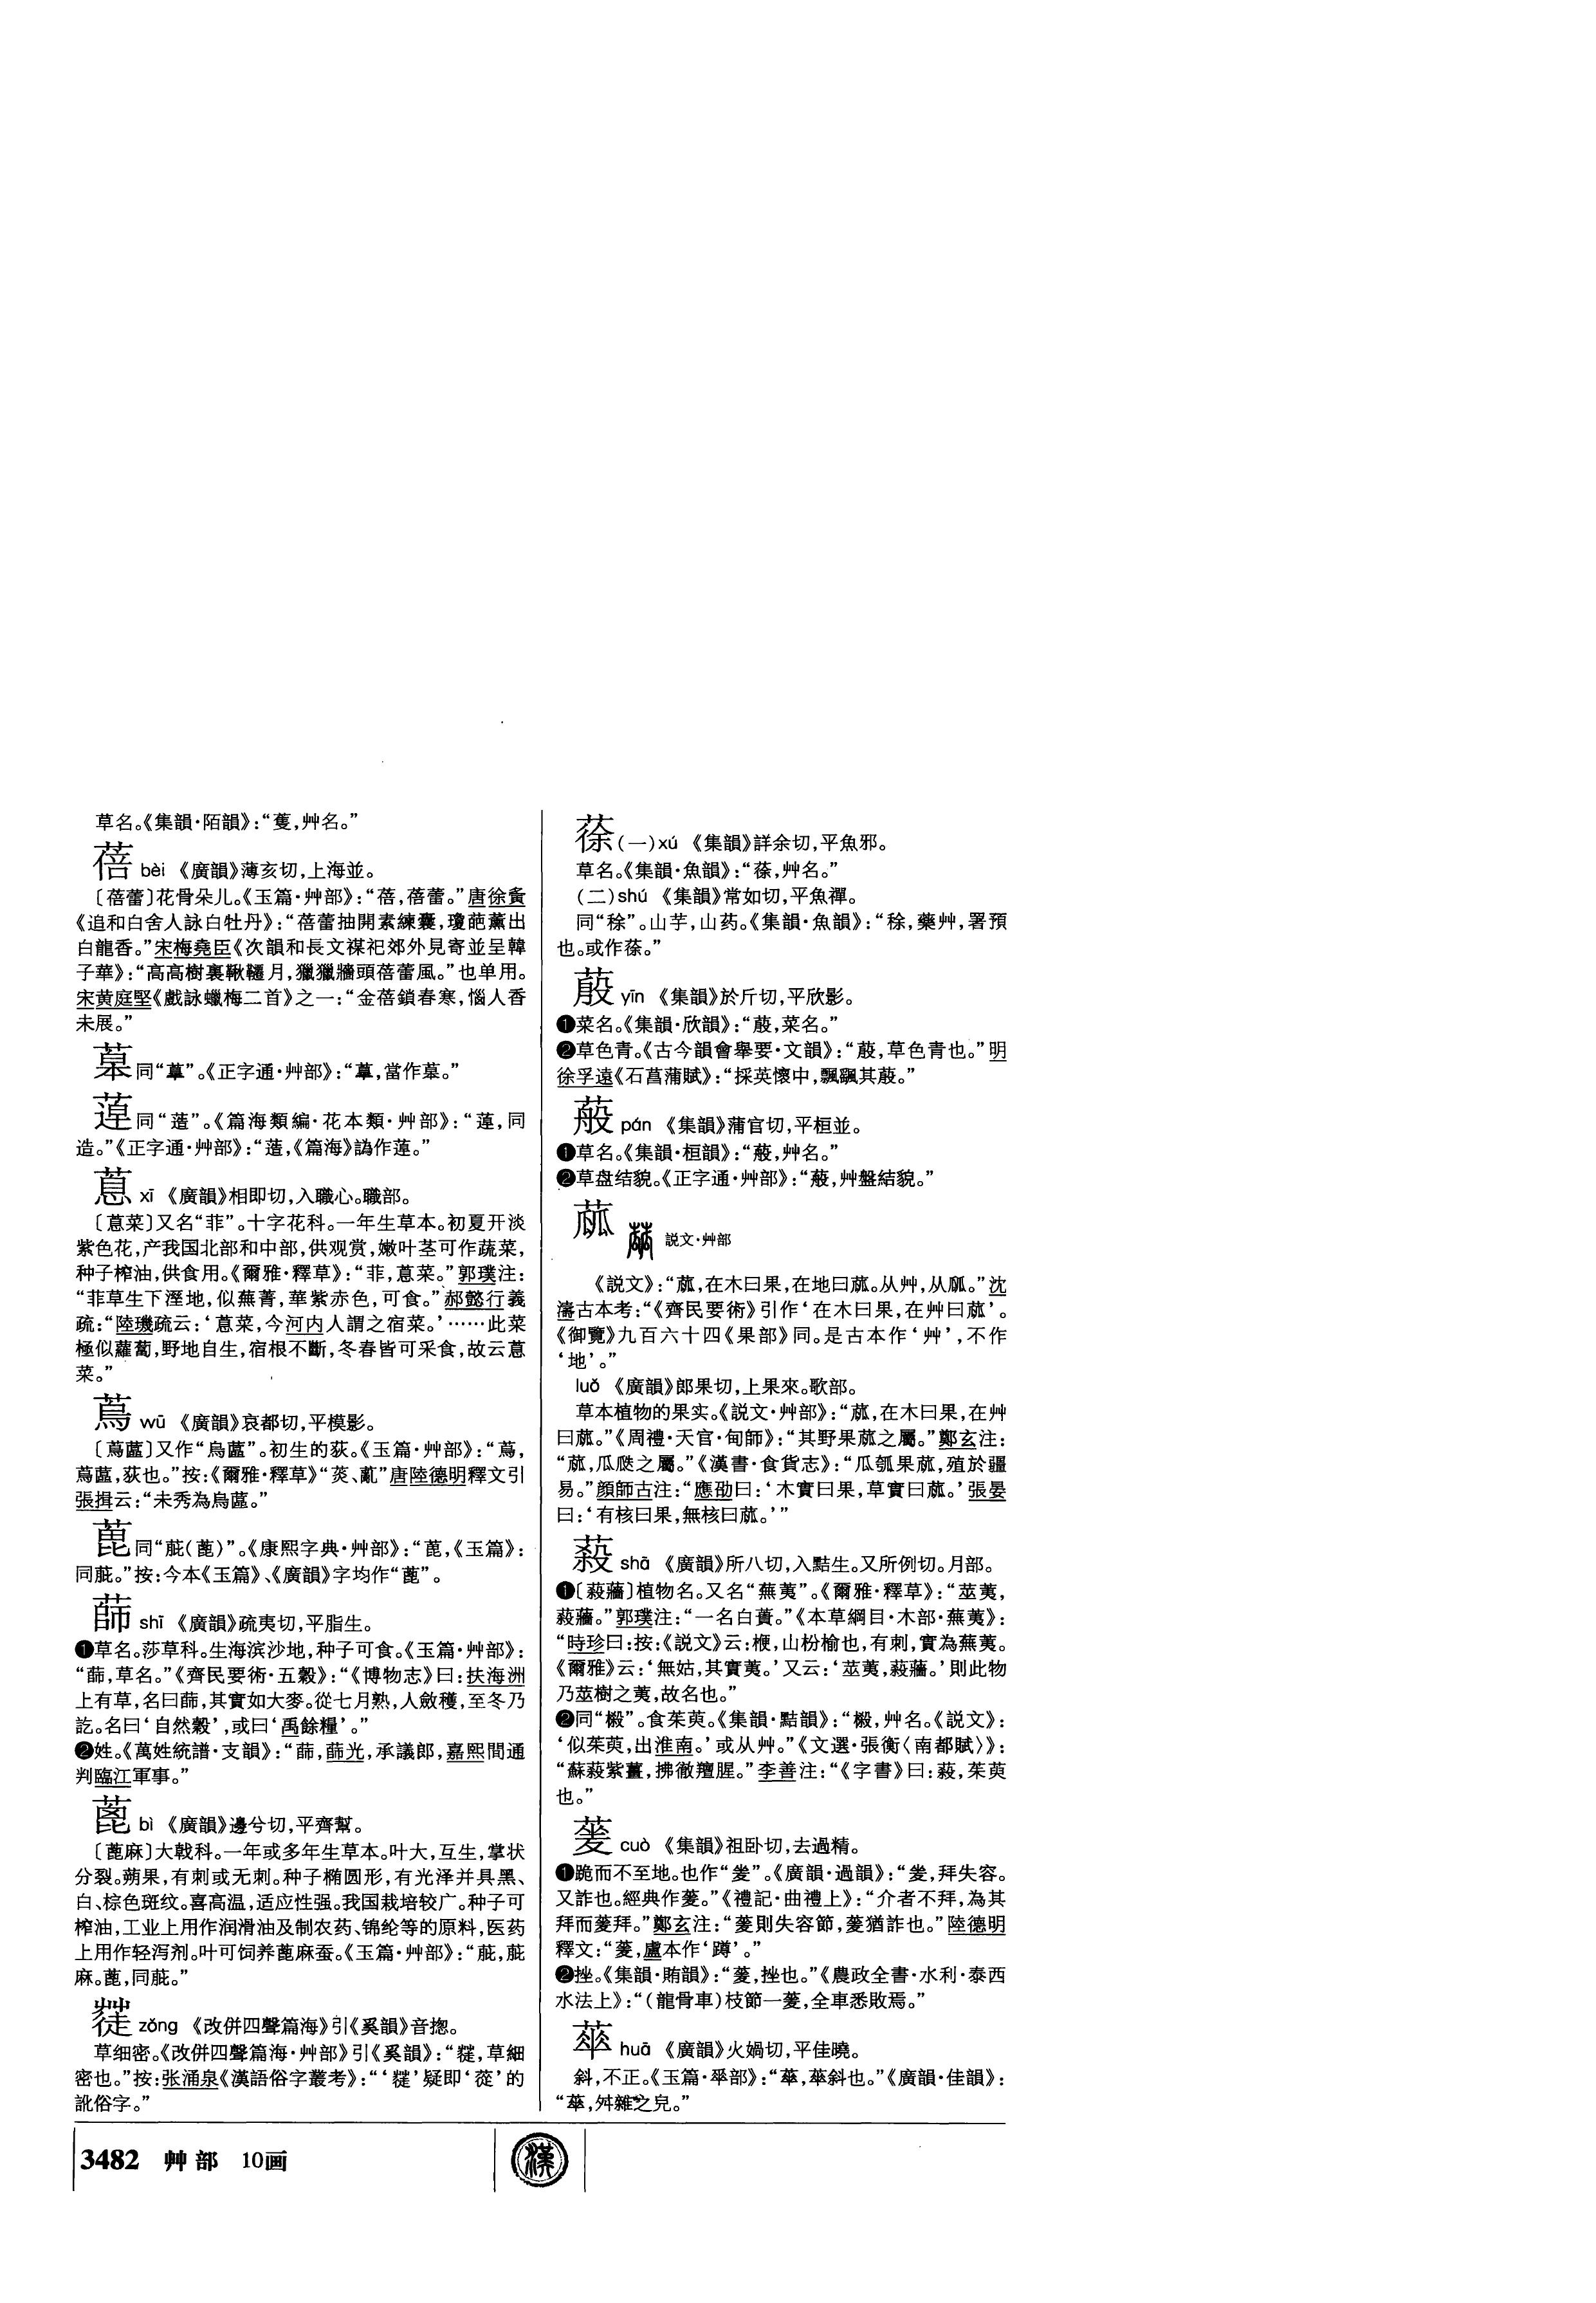 草名。《集韻·陌韻》：“蒦，艸名。”
蓓 bèi 《廣韻》薄亥切，上海並。
〔蓓蕾〕花骨朵儿。《玉篇·艸部》：“蓓，蓓蕾。”唐徐夤
《追和白舍人詠白牡丹》：“蓓蕾抽開素練囊，瓊葩薰出
白龍香。”宋梅堯臣《次韻和長文禖祀郊外見寄並呈韓
子華》：“高高樹裏鞦韆月，獵獵牆頭蓓蕾風。”也单用。
宋黄庭堅《戲詠蠟梅二首》之一：“金蓓鎖春寒，惱人香
未展。”
同“ ”。《正字通·艸部》：“ ，當作 。”
同“ ”。《篇海類編·花木類·艸部》：“ ，同
造。”《正字通·艸部》：“ ，《篇海》譌作 。”
蒠 xī 《廣韻》相即切，入職心。職部。
〔蒠菜〕又名“菲”。十字花科。一年生草本。初夏开淡
紫色花，产我国北部和中部，供观赏，嫩叶茎可作蔬菜，
种子榨油，供食用。《爾雅·釋草》：“菲，蒠菜。”郭璞注：
“菲草生下溼地，似蕪菁，華紫赤色，可食。”郝懿行義
疏：“陸璣疏云：‘蒠菜，今河内人謂之宿菜。’……此菜
極似蘿蔔，野地自生，宿根不斷，冬春皆可采食，故云蒠
菜。”
蔦 wū 《廣韻》哀都切，平模影。
〔 蓲〕又作“烏蓲”。初生的荻。《玉篇·艸部》：“ ，
蓲，荻也。”按：《爾雅·釋草》“菼、薍”唐陸德明釋文引
張揖云：“未秀為烏蓲。”
萞同“蓖（蓖）”。《康熙字典·艸部》：“ ，《玉篇》：
同 。”按：今本《玉篇》、《廣韻》字均作“蓖”。
蒒 shī 《廣韻》疏夷切，平脂生。
❶草名。莎草科。生海滨沙地，种子可食。《玉篇·艸部》：
“蒒，草名。”《齊民要術·五穀》：“《博物志》曰：扶海洲
上有草，名曰蒒，其實如大麥。從七月熟，人斂穫，至冬乃
訖。名曰‘自然穀’，或曰‘禹餘糧’。”
❷姓。《萬姓統譜·支韻》：“蒒，蒒光，承議郎，嘉熙間通
判臨江軍事。”
蓖 bì 《廣韻》邊兮切，平齊幫。
〔蓖麻〕大戟科。一年或多年生草本。叶大，互生，掌状
分裂。蒴果，有刺或无刺。种子椭圆形，有光泽并具黑、
白、棕色斑纹。喜高温，适应性强。我国栽培较广。种子可
榨油，工业上用作润滑油及制农药、锦纶等的原料，医药
上用作轻泻剂。叶可饲养蓖麻蚕。《玉篇·艸部》：“ ，
麻。蓖，同 。”
zǒng 《改併四聲篇海》引《奚韻》音揔。
草细密。《改併四聲篇海·艸部》引《奚韻》：“ ，草細
密也。”按：张涌泉《漢語俗字叢考》：“‘ ’疑即‘蓯’的
訛俗字。”
蒣（一）xú 《集韻》詳余切，平魚邪。
草名。《集韻·魚韻》：“蒣，艸名。”
（二）shú 《集韻》常如切，平魚禪。
同“稌”。山芋，山药。《集韻·魚韻》：“稌，藥艸，署預
也。或作蒣。”
蒑 yīn 《集韻》於斤切，平欣影。
❶菜名。《集韻·欣韻》：“蒑，菜名。”
❷草色青。《古今韻會舉要·文韻》：“蒑，草色青也。”明
徐孚遠《石菖蒲賦》：“採英懷中，飄颻其蒑。”
蒰 pán 《集韻》蒲官切，平桓並。
❶草名。《集韻·桓韻》：“蒰，艸名。”
❷草盘结貌。《正字通·艸部》：“蒰，艸盤結貌。”
蓏 説文·艸部
《説文》：“蓏，在木曰果，在地曰蓏。从艸，从㼌。”沈
濤古本考：“《齊民要術》引作‘在木曰果，在艸曰蓏’。
《御覽》九百六十四《果部》同。是古本作‘艸’，不作
‘地’。”
luǒ 《廣韻》郎果切，上果來。歌部。
草本植物的果实。《説文·艸部》：“蓏，在木曰果，在艸
曰蓏。”《周禮·天官·甸師》：“其野果蓏之屬。”鄭玄注：
“蓏，瓜瓞之屬。”《漢書·食貨志》：“瓜瓠果蓏，殖於疆
易。”顔師古注：“應劭曰：‘木實曰果，草實曰蓏。’張晏
曰：‘有核曰果，無核曰蓏。’”
蔱 shā 《廣韻》所八切，入黠生。又所例切。月部。
❶〔蔱蘠〕植物名。又名“蕪荑”。《爾雅·釋草》：“莁荑，
蔱蘠。”郭璞注：“一名白蕢。”《本草綱目·木部·蕪荑》：
“時珍曰：按：《説文》云：梗，山枌榆也，有刺，實為蕪荑。
《爾雅》云：‘無姑，其實荑。’又云：‘莁荑，蔱蘠。’則此物
乃莁樹之荑，故名也。”
❷同“樧”。食茱萸。《集韻·黠韻》：“樧，艸名。《説文》：
‘似茱萸，出淮南。’或从艸。”《文選·張衡〈南都賦〉》：
“蘇蔱紫薑，拂徹羶腥。”李善注：“《字書》曰：蔱，茱萸
也。”
蓌 cuò 《集韻》祖卧切，去過精。
❶跪而不至地。也作“夎”。《廣韻·過韻》：“夎，拜失容。
又詐也。經典作蓌。”《禮記·曲禮上》：“介者不拜，為其
拜而蓌拜。”鄭玄注：“蓌則失容節，蓌猶詐也。”陸德明
釋文：“蓌，盧本作‘蹲’。”
❷挫。《集韻·賄韻》：“蓌，挫也。”《農政全書·水利·泰西
水法上》：“（龍骨車）枝節一蓌，全車悉敗焉。”
huā 《廣韻》火媧切，平佳曉。
斜，不正。《玉篇·𠦬部》：“ ， 斜也。”《廣韻·佳韻》：
“ ，舛雜之皃。”
3482 艸部 10画
漢